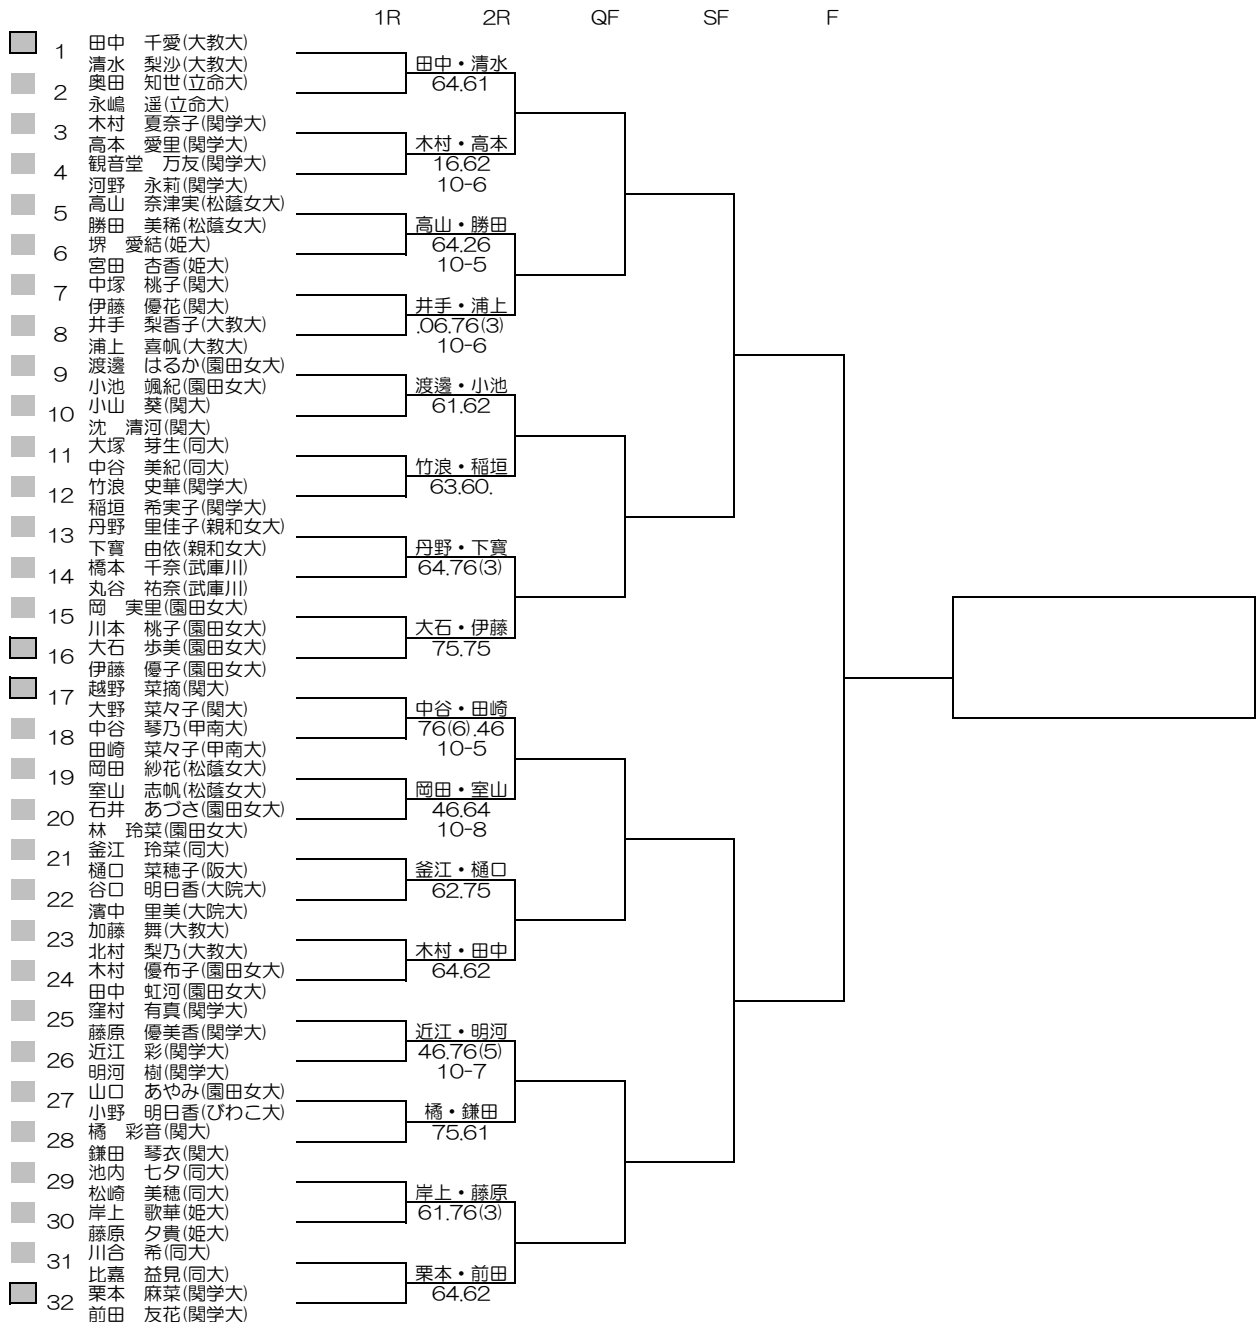 1R 2R QF SF F
1 田中 千愛(大教大)
清水 梨沙(大教大)
田中・清水
64.61
2 奥田 知世(立命大)
永嶋 遥(立命大)
3 木村 夏奈子(関学大)
高本 愛里(関学大)
木村・高本
16.62
10-6
4 観音堂 万友(関学大)
河野 永莉(関学大)
5 高山 奈津実(松蔭女大)
勝田 美稀(松蔭女大)
高山・勝田
64.26
10-5
6 堺 愛結(姫大)
宮田 杏香(姫大)
7 中塚 桃子(関大)
伊藤 優花(関大)
井手・浦上
.06.76(3)
10-6
8 井手 梨香子(大教大)
浦上 喜帆(大教大)
9 渡邊 はるか(園田女大)
小池 颯紀(園田女大)
渡邊・小池
61.62
10 小山 葵(関大)
沈 清河(関大)
11 大塚 芽生(同大)
中谷 美紀(同大)
竹浪・稲垣
63.60.
12 竹浪 史華(関学大)
稲垣 希実子(関学大)
13 丹野 里佳子(親和女大)
下寶 由依(親和女大)
丹野・下寶
64.76(3)
14 橋本 千奈(武庫川)
丸谷 祐奈(武庫川)
15 岡 実里(園田女大)
川本 桃子(園田女大)
大石・伊藤
75.75
16 大石 歩美(園田女大)
伊藤 優子(園田女大)
17 越野 菜摘(関大)
大野 菜々子(関大)
中谷・田崎
76(6).46
10-5
18 中谷 琴乃(甲南大)
田崎 菜々子(甲南大)
19 岡田 紗花(松蔭女大)
室山 志帆(松蔭女大)
岡田・室山
46.64
10-8
20 石井 あづさ(園田女大)
林 玲菜(園田女大)
21 釜江 玲菜(同大)
樋口 菜穂子(阪大)
釜江・樋口
62.75
22 谷口 明日香(大院大)
濱中 里美(大院大)
23 加藤 舞(大教大)
北村 梨乃(大教大)
木村・田中
64.62
24 木村 優布子(園田女大)
田中 虹河(園田女大)
25 窪村 有真(関学大)
藤原 優美香(関学大)
近江・明河
46.76(5)
10-7
26 近江 彩(関学大)
明河 樹(関学大)
27 山口 あやみ(園田女大)
小野 明日香(びわこ大)
橘・鎌田
75.61
28 橘 彩音(関大)
鎌田 琴衣(関大)
29 池内 七夕(同大)
松崎 美穂(同大)
岸上・藤原
61.76(3)
30 岸上 歌華(姫大)
藤原 夕貴(姫大)
31 川合 希(同大)
比嘉 益見(同大)
栗本・前田
64.62
32 栗本 麻菜(関学大)
前田 友花(関学大)